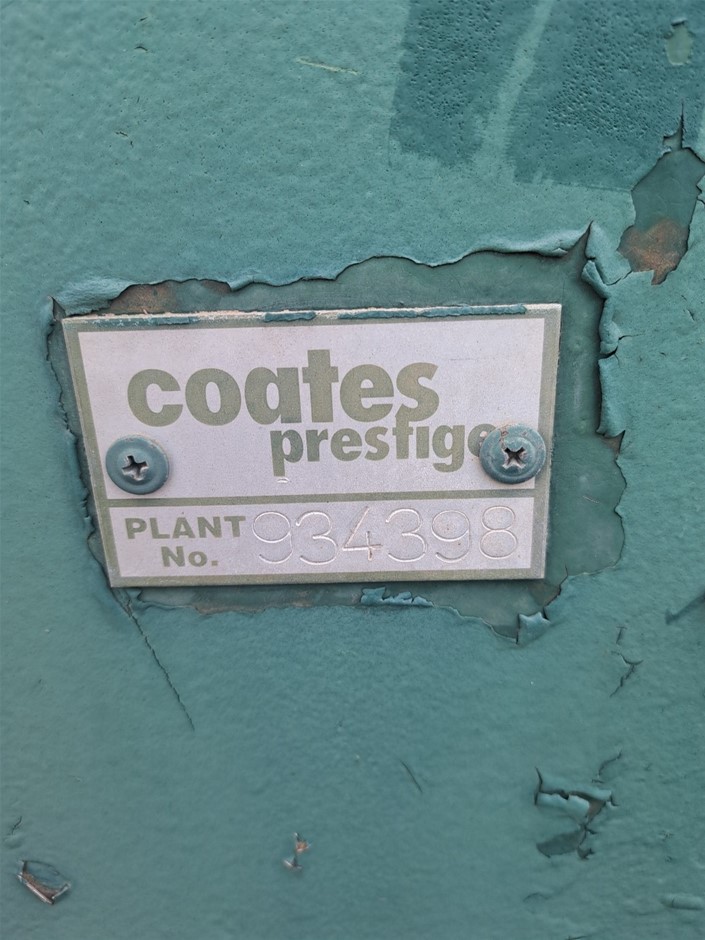 coates
prestige
PLANT
No. 934398